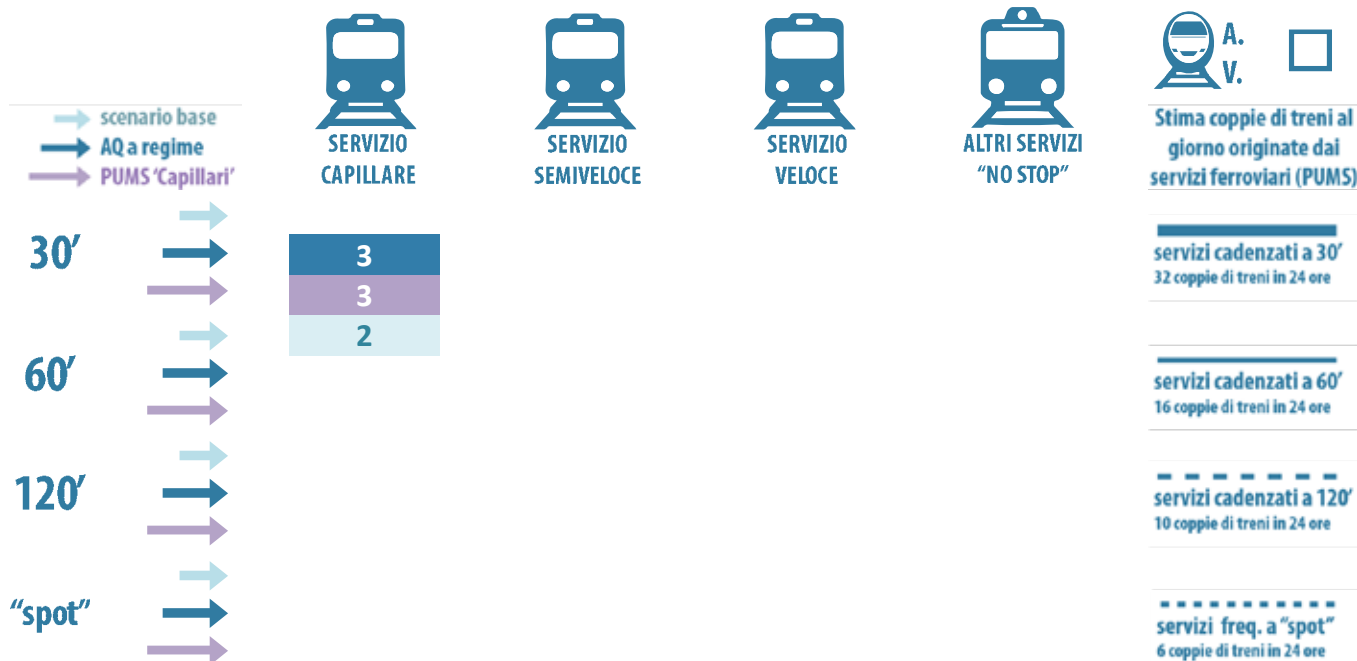 A.
V.
scenario base
AQ a regime
PUMS ‘Capillari’
SERVIZIO
CAPILLARE
SERVIZIO
SEMIVELOCE
SERVIZIO
VELOCE
ALTRI SERVIZI
“NO STOP”
Stima coppie di treni al
giorno originate dai
servizi ferroviari (PUMS)
30’
3
3
2
servizi cadenzati a 30’
32 coppie di treni in 24 ore
60’
servizi cadenzati a 60’
16 coppie di treni in 24 ore
120’
servizi cadenzati a 120’
10 coppie di treni in 24 ore
“spot”
servizi freq. a “spot”
6 coppie di treni in 24 ore